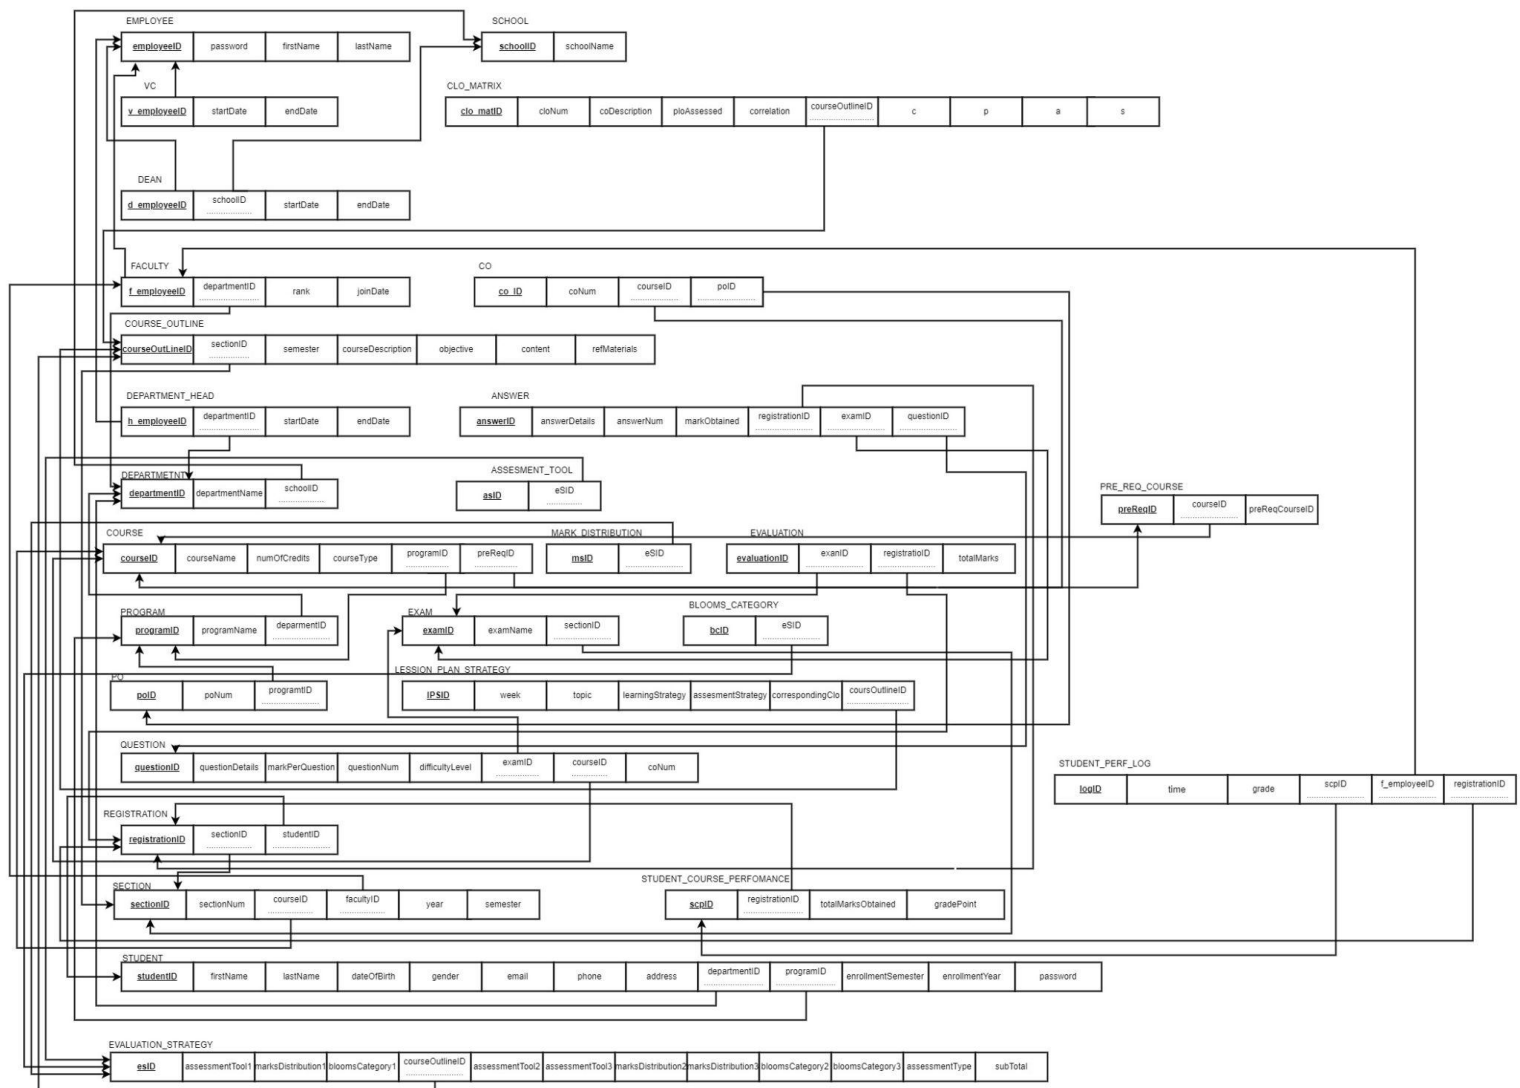 EMPLOYEE
SCHOOL
employeeID password firstName lastName
schoolID schoolName
VC
CLO_MATRIX
v_employeeID startDate endDate
clo_matID cloNum coDescription ploAssessed correlation courseOutlineID c p a s
DEAN
d_employeeID schoolID startDate endDate
FACULTY
CO
f_employeeID departmentID rank joinDate
co_ID coNum courseID poID
COURSE_OUTLINE
courseOutLineID sectionID semester courseDescription objective content refMaterials
DEPARTMENT_HEAD
ANSWER
h_employeeID departmentID startDate endDate
answerID answerDetails answerNum markObtained registrationID examID questionID
DEPARTMETNT
ASSESMENT_TOOL
departmentID departmentName schoolID
asID eSID
PRE_REQ_COURSE
preReqID courseID preReqCourseID
COURSE
MARK_DISTRIBUTION
EVALUATION
courseID courseName numOfCredits courseType programID preReqID
msID eSID
evaluationID exanID registratioID totalMarks
PROGRAM
EXAM
BLOOMS_CATEGORY
programID programName deparmentID
examID examName sectionID
bcID eSID
PO
LESSION_PLAN_STRATEGY
poID poNum programtID
lPSID week topic learningStrategy assesmentStrategy correspondingClo coursOutlineID
QUESTION
questionID questionDetails markPerQuestion questionNum difficultyLevel examID courseID coNum
STUDENT_PERF_LOG
logID time grade scpID f_employeeID registrationID
REGISTRATION
registrationID sectionID studentID
SECTION
STUDENT_COURSE_PERFOMANCE
sectionID sectionNum courseID facultyID year semester
scpID registrationID totalMarksObtained gradePoint
STUDENT
studentID firstName lastName dateOfBirth gender email phone address departmentID programID enrollmentSemester enrollmentYear password
EVALUATION_STRATEGY
esID assessmentTool1 marksDistribution1 bloomsCategory1 courseOutlineID assessmentTool2 assessmentTool3 marksDistribution2 marksDistribution3 bloomsCategory2 bloomsCategory3 assessmentType subTotal